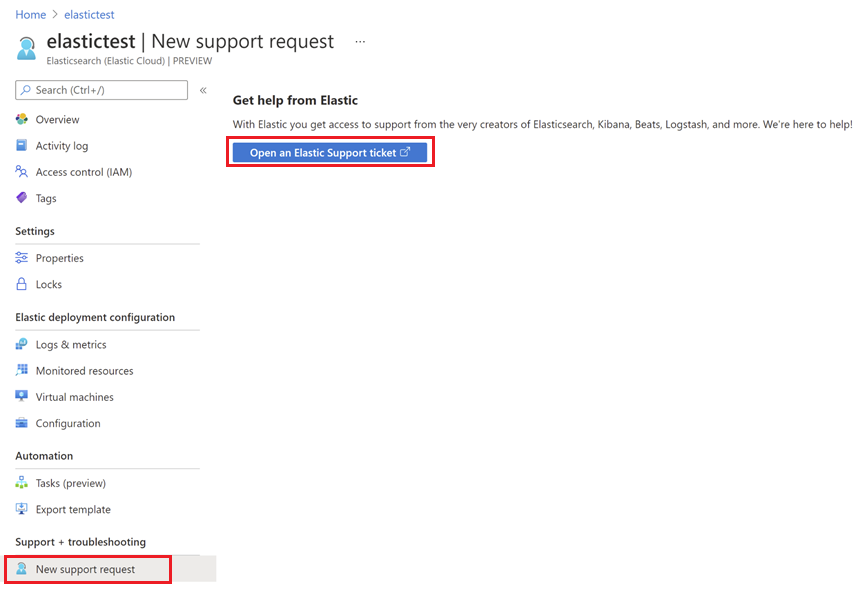 Home > elastictest
elastictest | New support request ...
Elasticsearch (Elastic Cloud) | PREVIEW
Search (Ctrl+/) «
Overview
Activity log
Access control (IAM)
Tags
Settings
Properties
Locks
Elastic deployment configuration
Logs & metrics
Monitored resources
Virtual machines
Configuration
Automation
Tasks (preview)
Export template
Support + troubleshooting
New support request
Get help from Elastic
With Elastic you get access to support from the very creators of Elasticsearch, Kibana, Beats, Logstash, and more. We're here to help!
Open an Elastic Support ticket